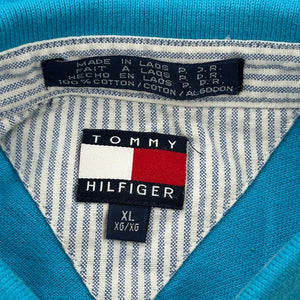 MADE IN LAOS P. D. R.
FAIT À LAOS P. D. R.
HECHO EN LAOS P. D. R.
100% COTTON / COTON / ALGODON
TOMMY
HILFIGER
XL
XG/XG